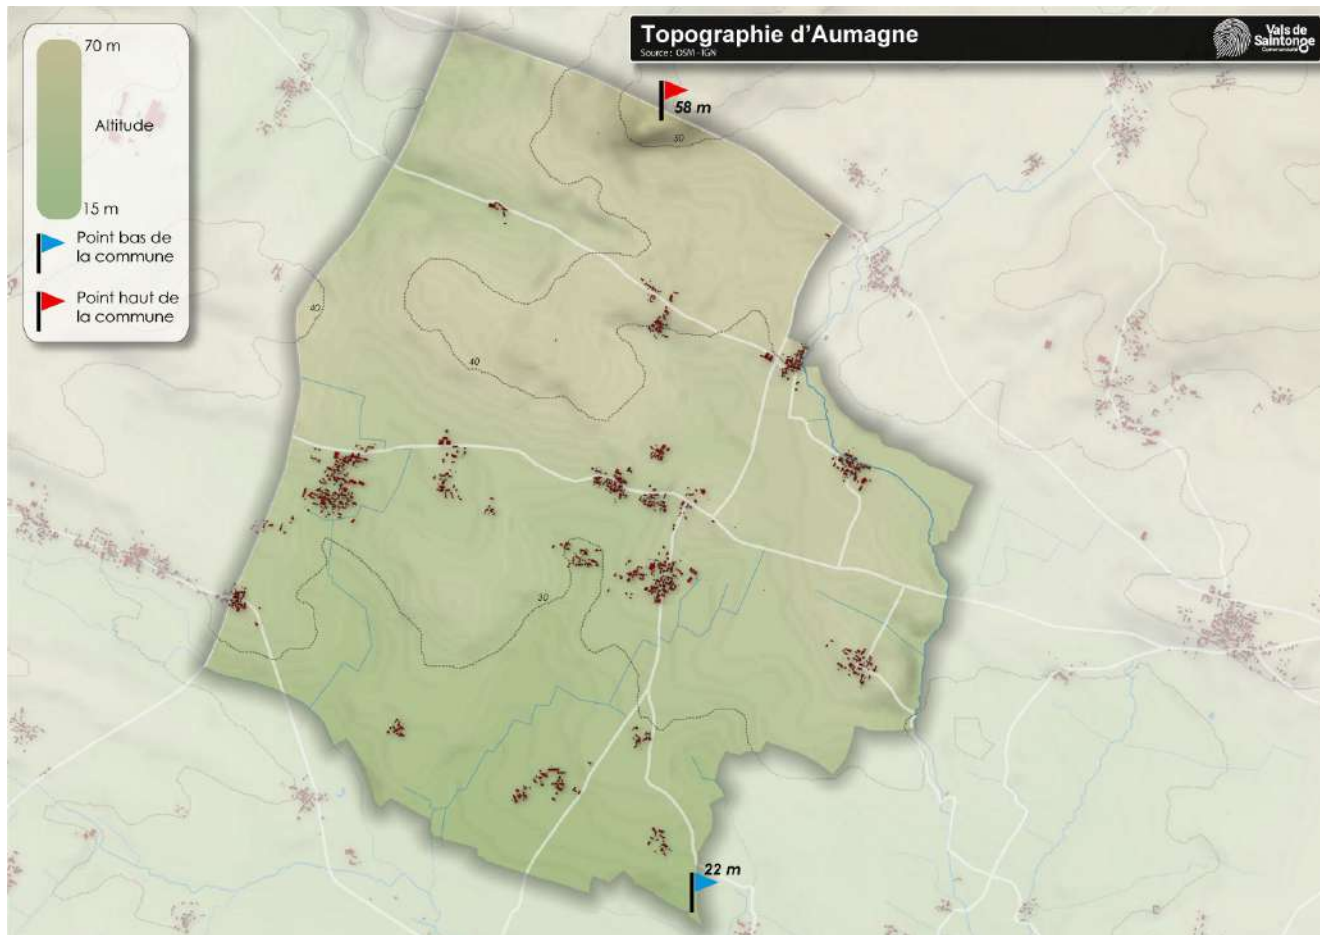 Topographie d'Aumagne
Source : OSM - IGN
Vals de
Saintonge
Communauté
70 m
Altitude
15 m
Point bas de
la commune
Point haut de
la commune
58 m
50
40
40
30
22 m